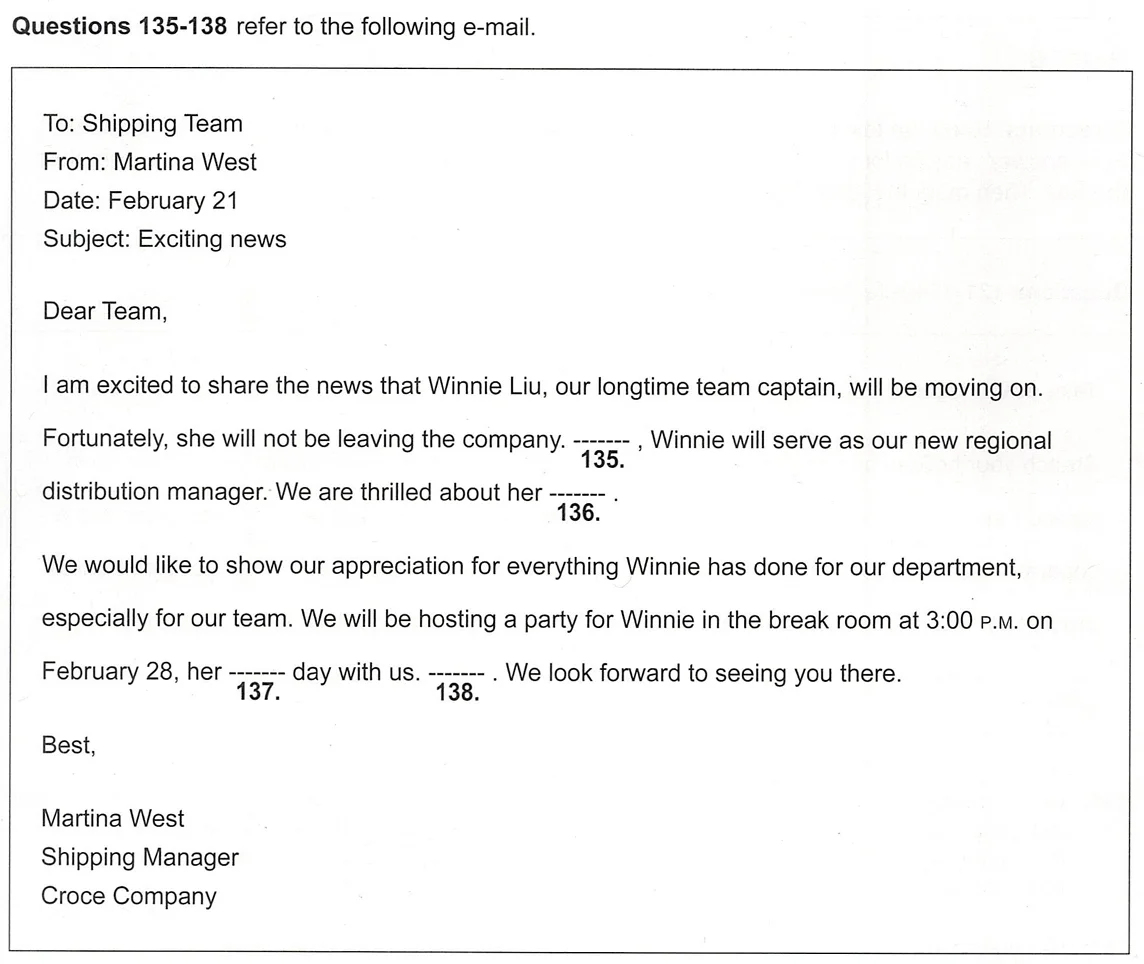 Questions 135-138 refer to the following e-mail.
To: Shipping Team
From: Martina West
Date: February 21
Subject: Exciting news
Dear Team,
I am excited to share the news that Winnie Liu, our longtime team captain, will be moving on.
Fortunately, she will not be leaving the company. ------- , Winnie will serve as our new regional
135.
distribution manager. We are thrilled about her ------- .
136.
We would like to show our appreciation for everything Winnie has done for our department,
especially for our team. We will be hosting a party for Winnie in the break room at 3:00 P.M. on
February 28, her ------- day with us. ------- . We look forward to seeing you there.
137. 138.
Best,
Martina West
Shipping Manager
Croce Company